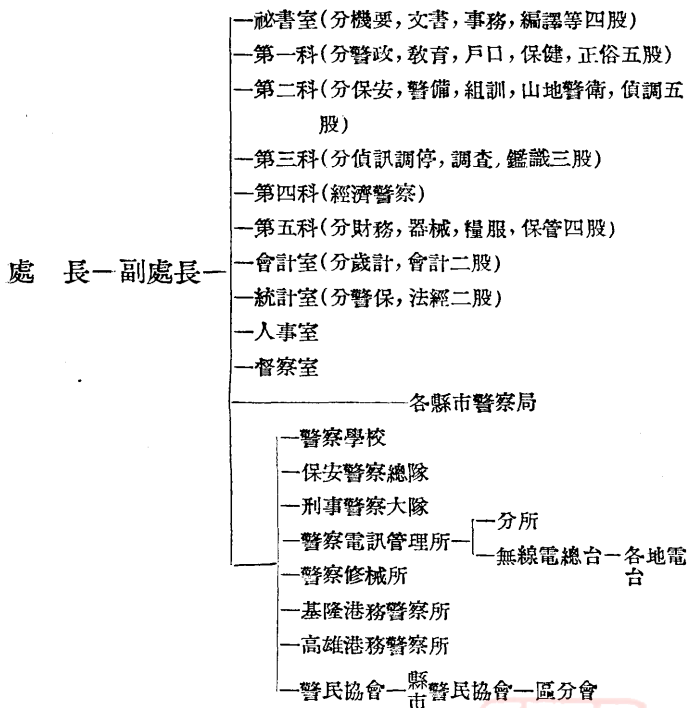 祕書室(分機要,文書,事務,編譯等四股)
第一科(分警政,敎育,戶口,保健,正俗五股)
第二科(分保安,警備,組訓,山地警衞,偵調五
股)
第三科(分偵訊調停,調查,鑑識三股)
第四科(經濟警察)
第五科(分財務,器械,糧服,保管四股)
處 長—副處長
會計室(分歲計,會計二股)
統計室(分警保,法經二股)
人事室
督察室
各縣市警察局
警察學校
保安警察總隊
刑事警察大隊
警察電訊管理所
分所
無線電總台—各地電
台
警察修械所
基隆港務警察所
高雄港務警察所
警民協會—縣市警民協會—區分會